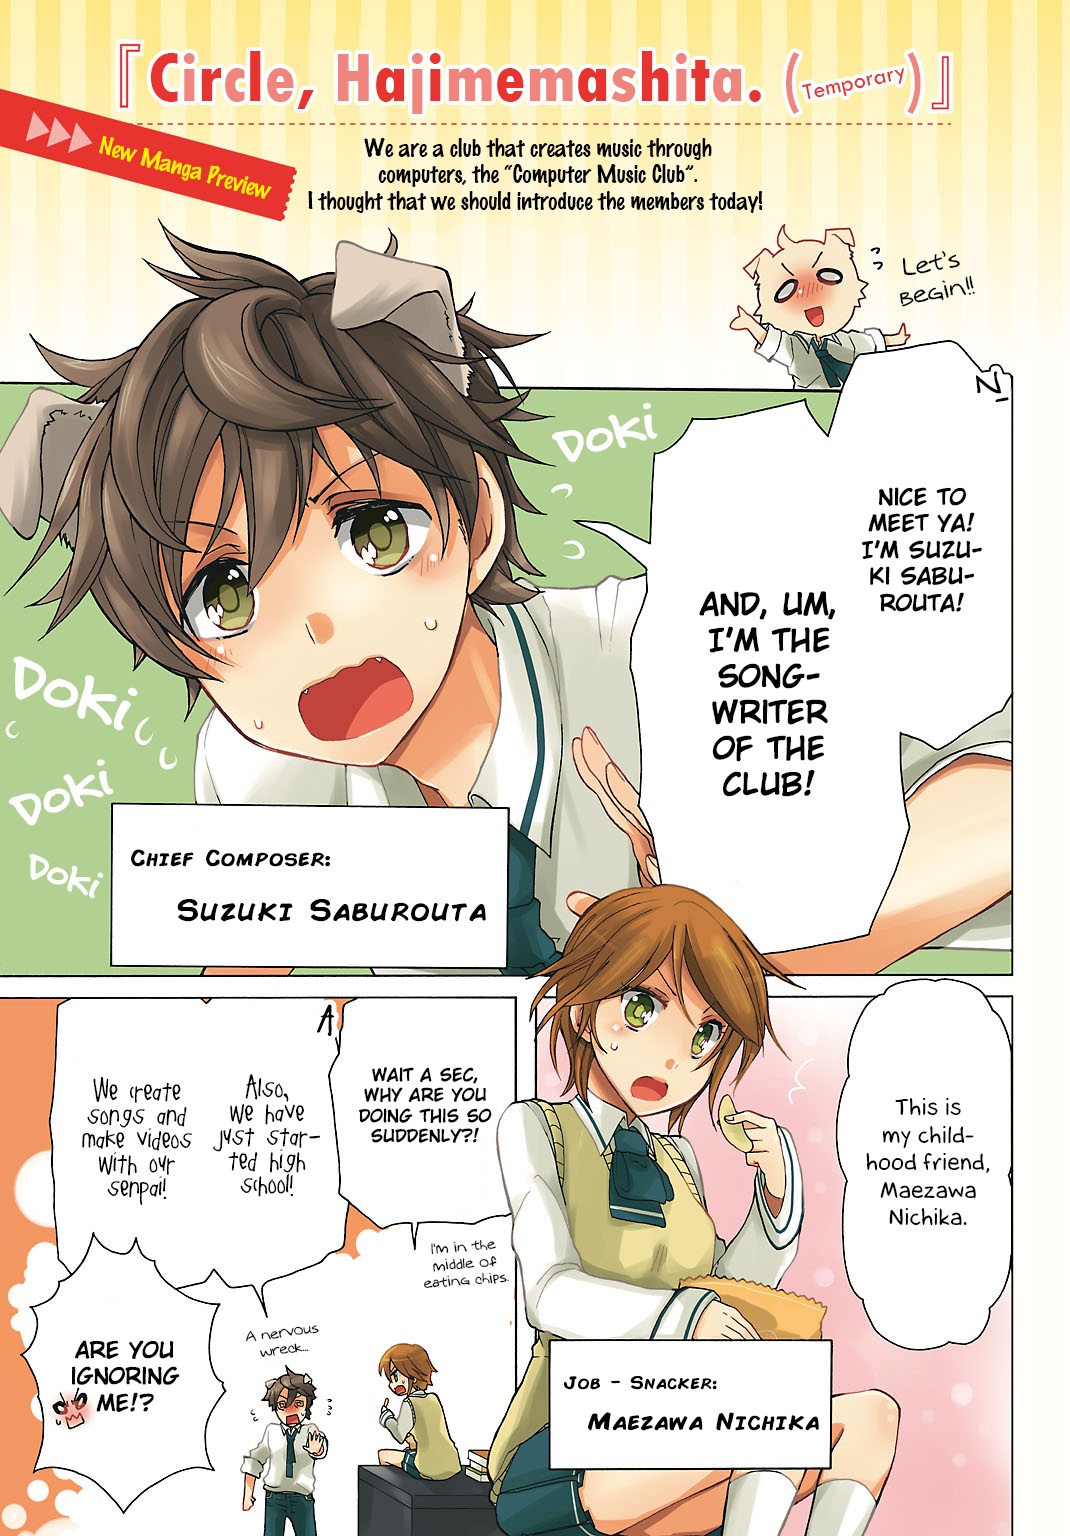 『Circle, Hajimemashita. (Temporary)』
New Manga Preview
We are a club that creates music through
computers, the “Computer Music Club”.
I thought that we should introduce the members today!
Let's
Begin!!
N-
NICE TO
MEET YA!
I'M SUZU-
KI SABU-
ROUTA!
AND, UM,
I'M THE
SONG-
WRITER
OF THE
CLUB!
Doki
Doki
Doki
Doki
Chief Composer:
Suzuki Saburouta
This is
my child-
hood friend,
Maezawa
Nichika.
Job - Snacker:
Maezawa Nichika
WAIT A SEC,
WHY ARE YOU
DOING THIS SO
SUDDENLY?!
I'm in the
middle of
eating chips.
A
Also,
We have
just star-
ted high
school!
We create
songs and
make videos
with our
senpai!
A nervous
wreck...
ARE YOU
IGNORING
ME!?